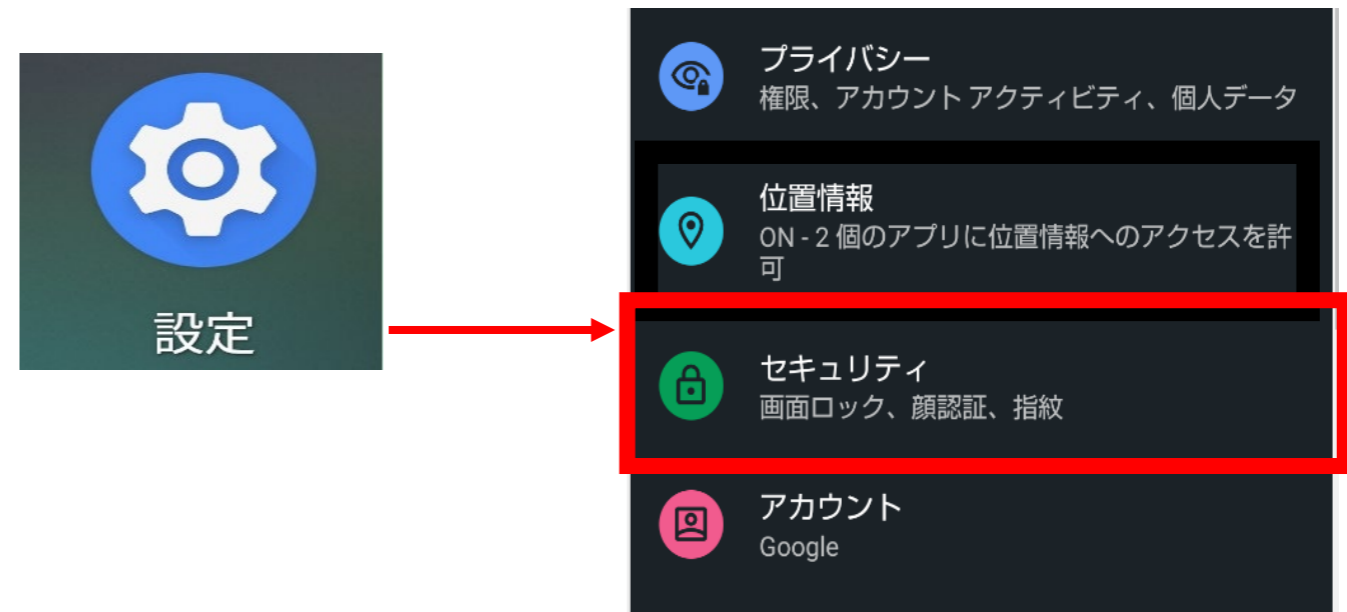 設定
プライバシー
権限、アカウント アクティビティ、個人データ
位置情報
ON - 2 個のアプリに位置情報へのアクセスを許
可
セキュリティ
画面ロック、顔認証、指紋
アカウント
Google